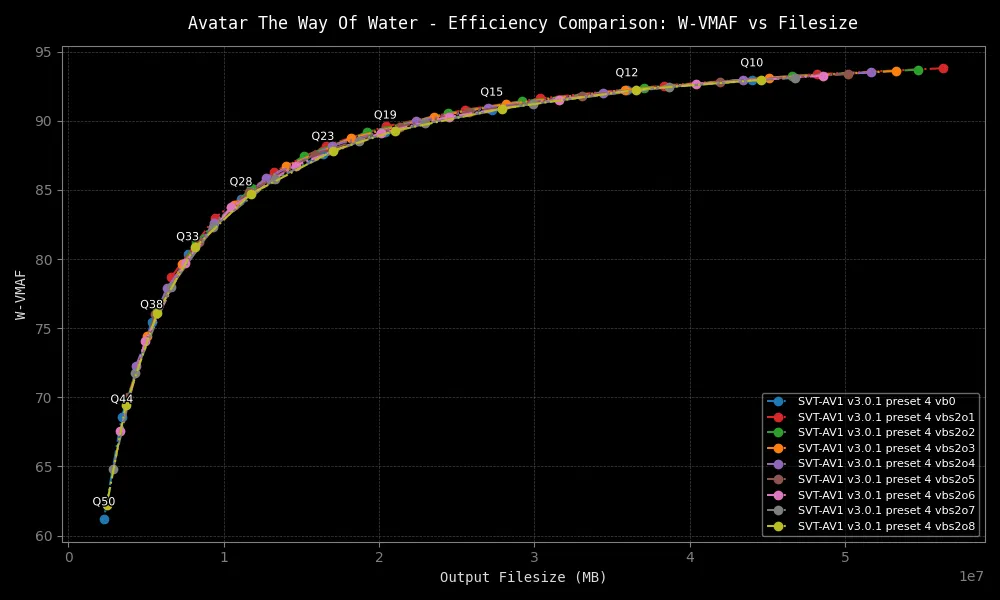 Avatar The Way Of Water - Efficiency Comparison: W-VMAF vs Filesize
95
90
85
80
75
70
65
60
W-VMAF
Q10
Q12
Q15
Q19
Q23
Q28
Q33
Q38
Q44
Q50
SVT-AV1 v3.0.1 preset 4 vb0
SVT-AV1 v3.0.1 preset 4 vbs2o1
SVT-AV1 v3.0.1 preset 4 vbs2o2
SVT-AV1 v3.0.1 preset 4 vbs2o3
SVT-AV1 v3.0.1 preset 4 vbs2o4
SVT-AV1 v3.0.1 preset 4 vbs2o5
SVT-AV1 v3.0.1 preset 4 vbs2o6
SVT-AV1 v3.0.1 preset 4 vbs2o7
SVT-AV1 v3.0.1 preset 4 vbs2o8
0 1 2 3 4 5
1e7
Output Filesize (MB)